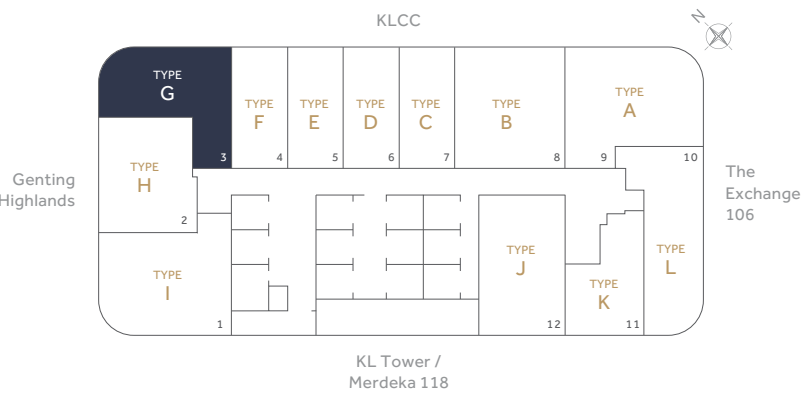 KLCC
N
TYPE
G
3
TYPE
F
4
TYPE
E
5
TYPE
D
6
TYPE
C
7
TYPE
B
8
TYPE
A
9
10
Genting
Highlands
TYPE
H
2
The
Exchange
106
TYPE
I
1
TYPE
J
12
TYPE
K
11
TYPE
L
KL Tower /
Merdeka 118